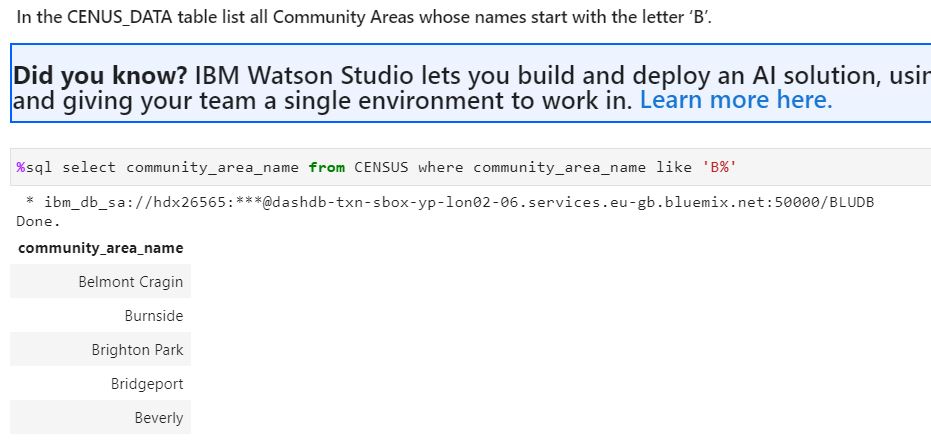 In the CENUS_DATA table list all Community Areas whose names start with the letter ‘B’.
Did you know? IBM Watson Studio lets you build and deploy an AI solution, usin
and giving your team a single environment to work in. Learn more here.
%sql select community_area_name from CENSUS where community_area_name like 'B%'
* ibm_db_sa://hdx26565:***@dashdb-txn-sbox-yp-lon02-06.services.eu-gb.bluemix.net:50000/BLUDB
Done.
community_area_name
Belmont Cragin
Burnside
Brighton Park
Bridgeport
Beverly